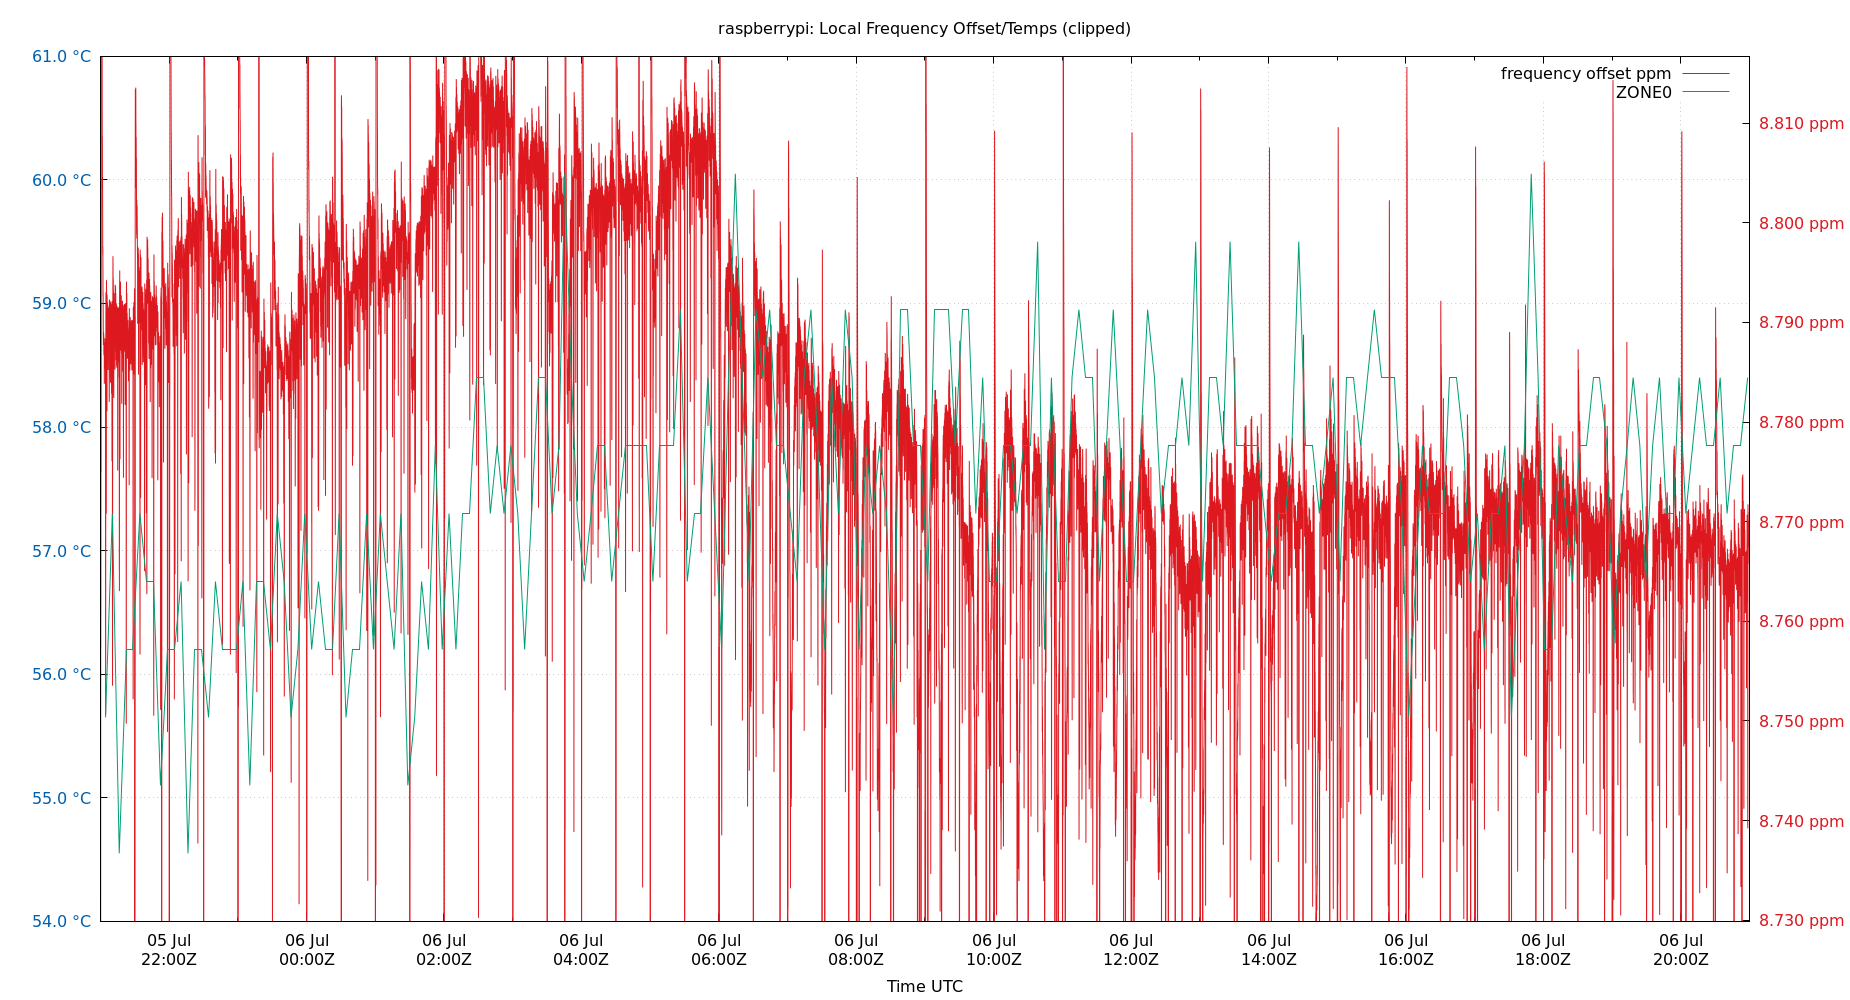 raspberrypi: Local Frequency Offset/Temps (clipped)
frequency offset ppm
ZONE0
61.0 °C
60.0 °C
59.0 °C
58.0 °C
57.0 °C
56.0 °C
55.0 °C
54.0 °C
8.810 ppm
8.800 ppm
8.790 ppm
8.780 ppm
8.770 ppm
8.760 ppm
8.750 ppm
8.740 ppm
8.730 ppm
05 Jul
22:00Z
06 Jul
00:00Z
06 Jul
02:00Z
06 Jul
04:00Z
06 Jul
06:00Z
06 Jul
08:00Z
06 Jul
10:00Z
06 Jul
12:00Z
06 Jul
14:00Z
06 Jul
16:00Z
06 Jul
18:00Z
06 Jul
20:00Z
Time UTC